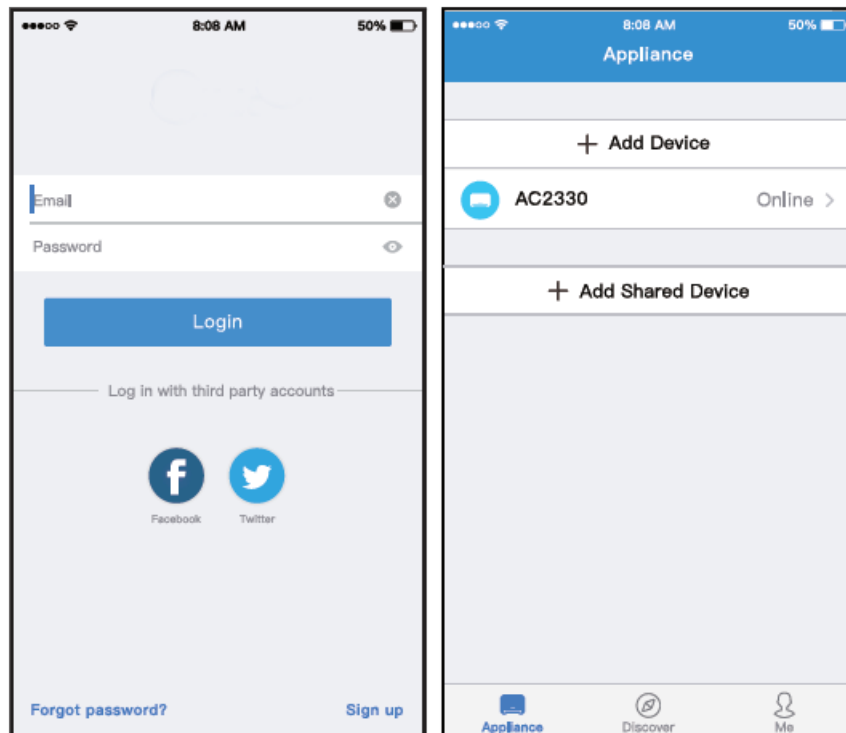 8:08 AM 50%
Email
Password
Login
Log in with third party accounts
Facebook Twitter
Forgot password? Sign up
8:08 AM 50%
Appliance
+ Add Device
AC2330 Online >
+ Add Shared Device
Appliance Discover Me